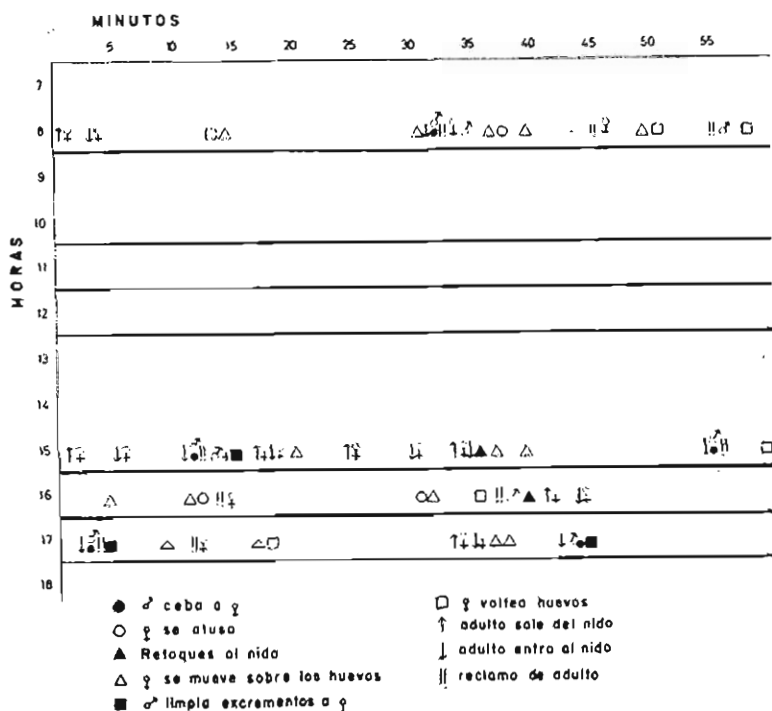 MINUTOS
5 10 15 20 25 30 35 40 45 50 55
HORAS
7
8
9
10
11
12
13
14
15
16
17
18
● ♂ ceba a ♀
○ ♀ se atusa
▲ Retoques al nido
△ ♀ se mueve sobre los huevos
■ ♂ limpia excrementos a ♀
□ ♀ voltea huevos
↑ adulto sale del nido
↓ adulto entra al nido
|| reclamo de adulto